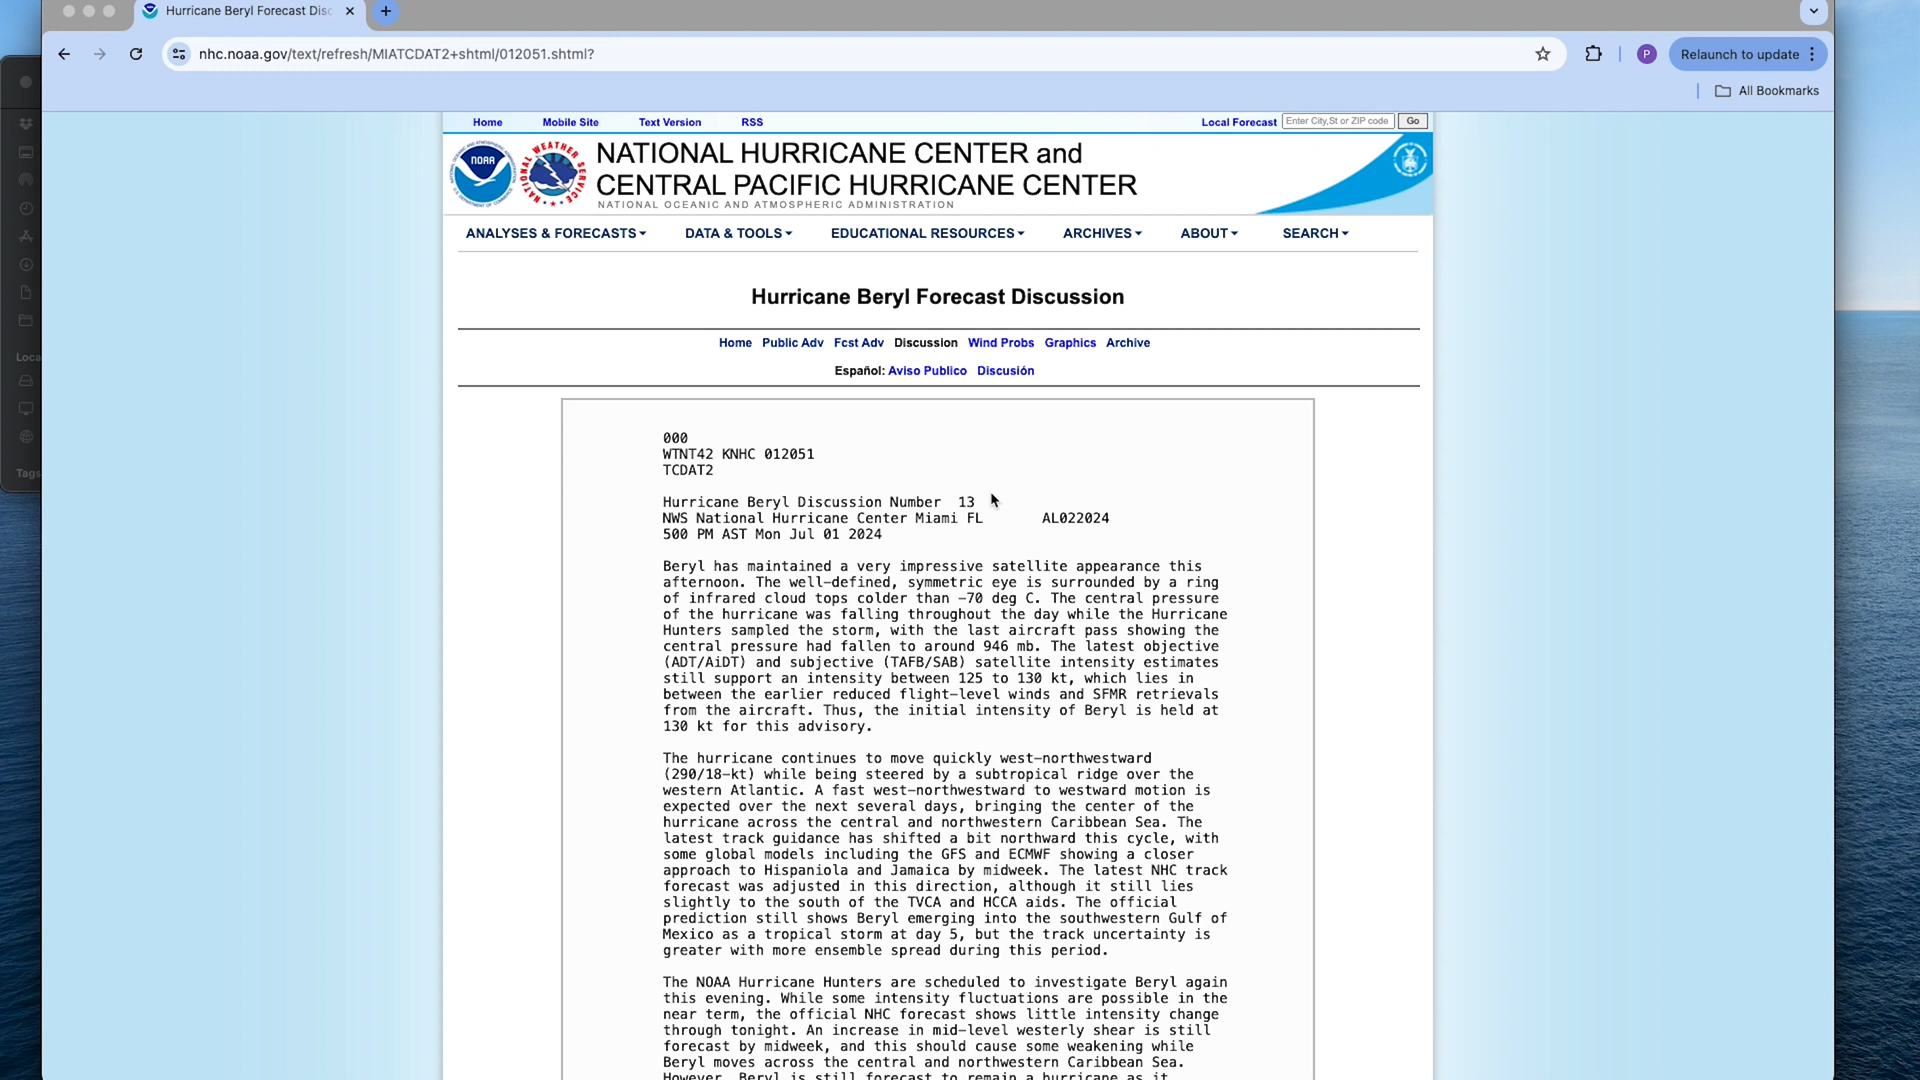 Hurricane Beryl Forecast Disc
nhc.noaa.gov/text/refresh/MIATCDAT2+shtml/012051.shtml?
P
Relaunch to update
All Bookmarks
Home Mobile Site Text Version RSS Local Forecast Enter City,St or ZIP code Go
NOAA
NATIONAL WEATHER SERVICE
NATIONAL HURRICANE CENTER and
CENTRAL PACIFIC HURRICANE CENTER
NATIONAL OCEANIC AND ATMOSPHERIC ADMINISTRATION
ANALYSES & FORECASTS DATA & TOOLS EDUCATIONAL RESOURCES ARCHIVES ABOUT SEARCH
Hurricane Beryl Forecast Discussion
Home Public Adv Fcst Adv Discussion Wind Probs Graphics Archive
Español: Aviso Publico Discusión
Loca
Tags
000
WTNT42 KNHC 012051
TCDAT2
Hurricane Beryl Discussion Number 13
NWS National Hurricane Center Miami FL AL022024
500 PM AST Mon Jul 01 2024
Beryl has maintained a very impressive satellite appearance this
afternoon. The well-defined, symmetric eye is surrounded by a ring
of infrared cloud tops colder than -70 deg C. The central pressure
of the hurricane was falling throughout the day while the Hurricane
Hunters sampled the storm, with the last aircraft pass showing the
central pressure had fallen to around 946 mb. The latest objective
(ADT/AiDT) and subjective (TAFB/SAB) satellite intensity estimates
still support an intensity between 125 to 130 kt, which lies in
between the earlier reduced flight-level winds and SFMR retrievals
from the aircraft. Thus, the initial intensity of Beryl is held at
130 kt for this advisory.
The hurricane continues to move quickly west-northwestward
(290/18-kt) while being steered by a subtropical ridge over the
western Atlantic. A fast west-northwestward to westward motion is
expected over the next several days, bringing the center of the
hurricane across the central and northwestern Caribbean Sea. The
latest track guidance has shifted a bit northward this cycle, with
some global models including the GFS and ECMWF showing a closer
approach to Hispaniola and Jamaica by midweek. The latest NHC track
forecast was adjusted in this direction, although it still lies
slightly to the south of the TVCA and HCCA aids. The official
prediction still shows Beryl emerging into the southwestern Gulf of
Mexico as a tropical storm at day 5, but the track uncertainty is
greater with more ensemble spread during this period.
The NOAA Hurricane Hunters are scheduled to investigate Beryl again
this evening. While some intensity fluctuations are possible in the
near term, the official NHC forecast shows little intensity change
through tonight. An increase in mid-level westerly shear is still
forecast by midweek, and this should cause some weakening while
Beryl moves across the central and northwestern Caribbean Sea.
However, Beryl is still forecast to remain a hurricane as it